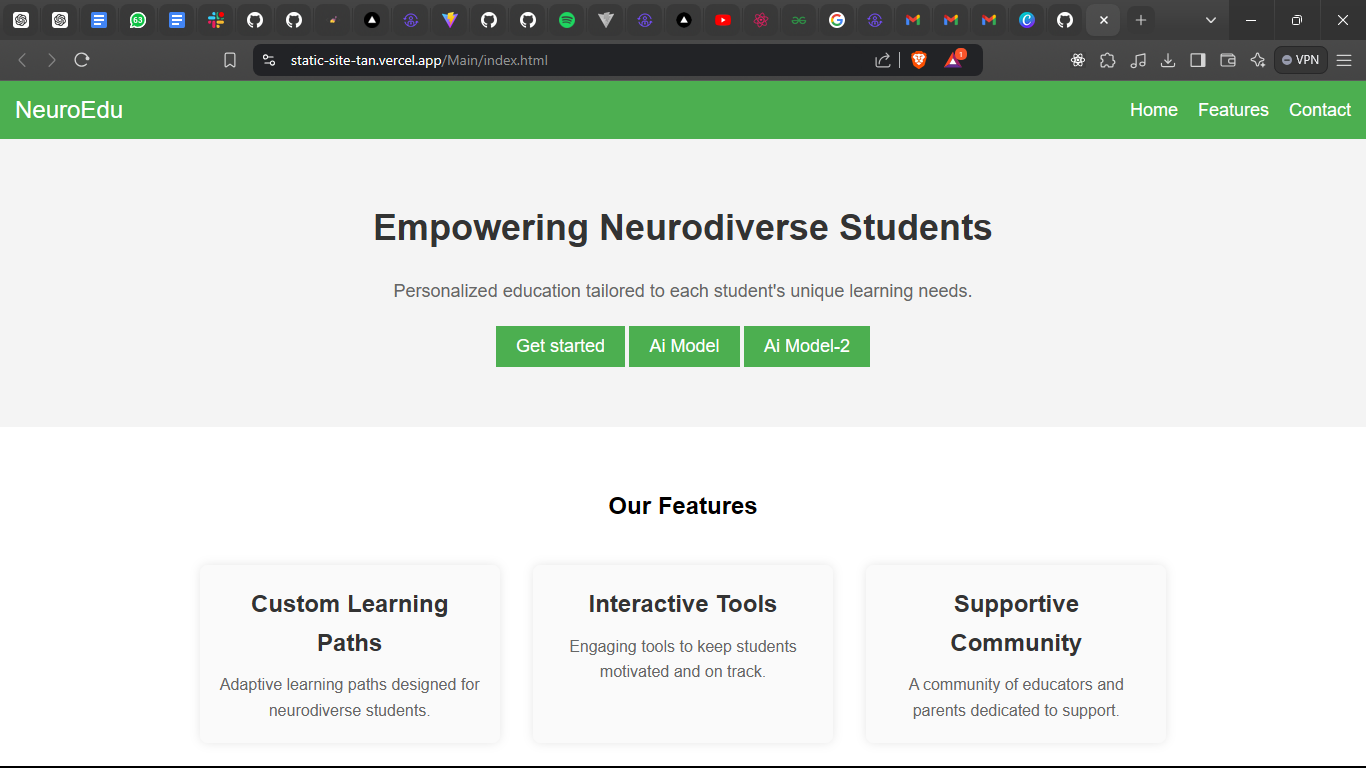 63
static-site-tan.vercel.app/Main/index.html
1
VPN
NeuroEdu
Home Features Contact
Empowering Neurodiverse Students
Personalized education tailored to each student's unique learning needs.
Get started Ai Model Ai Model-2
Our Features
Custom Learning
Paths
Adaptive learning paths designed for
neurodiverse students.
Interactive Tools
Engaging tools to keep students
motivated and on track.
Supportive
Community
A community of educators and
parents dedicated to support.